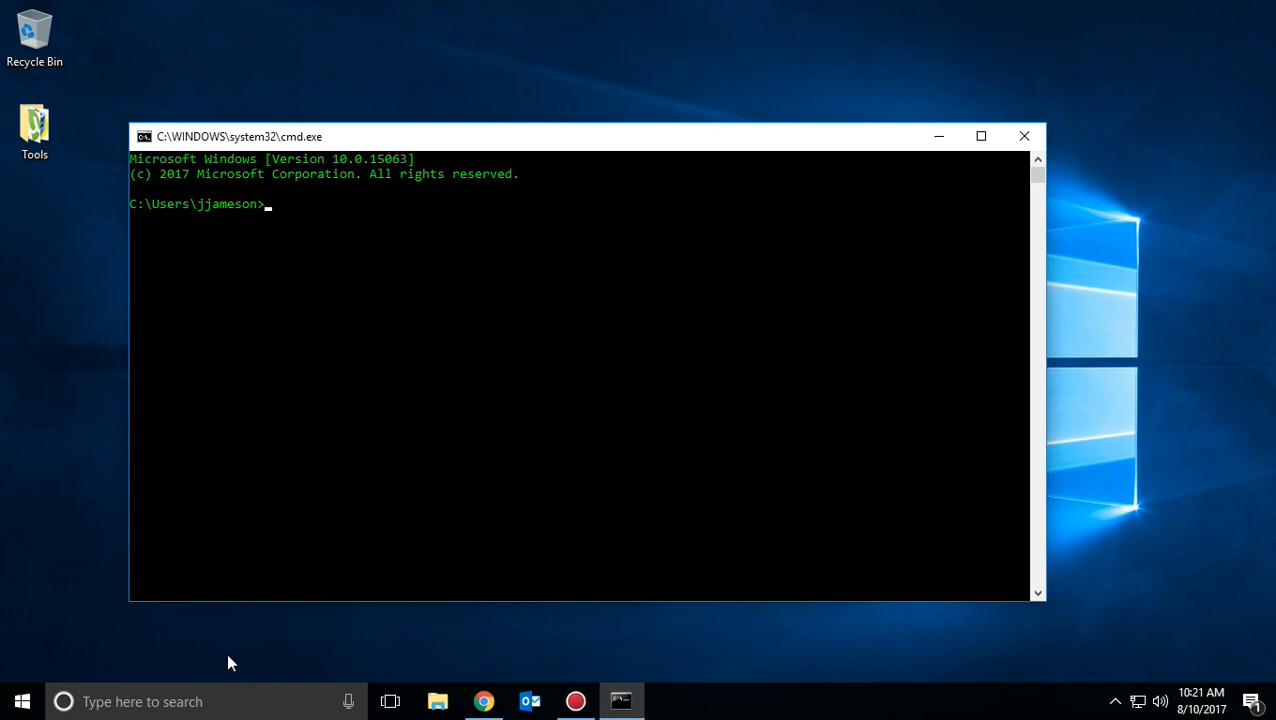 Recycle Bin
Tools
C:\WINDOWS\system32\cmd.exe
Microsoft Windows [Version 10.0.15063]
(c) 2017 Microsoft Corporation. All rights reserved.
C:\Users\jjameson>
Type here to search
10:21 AM
8/10/2017
1